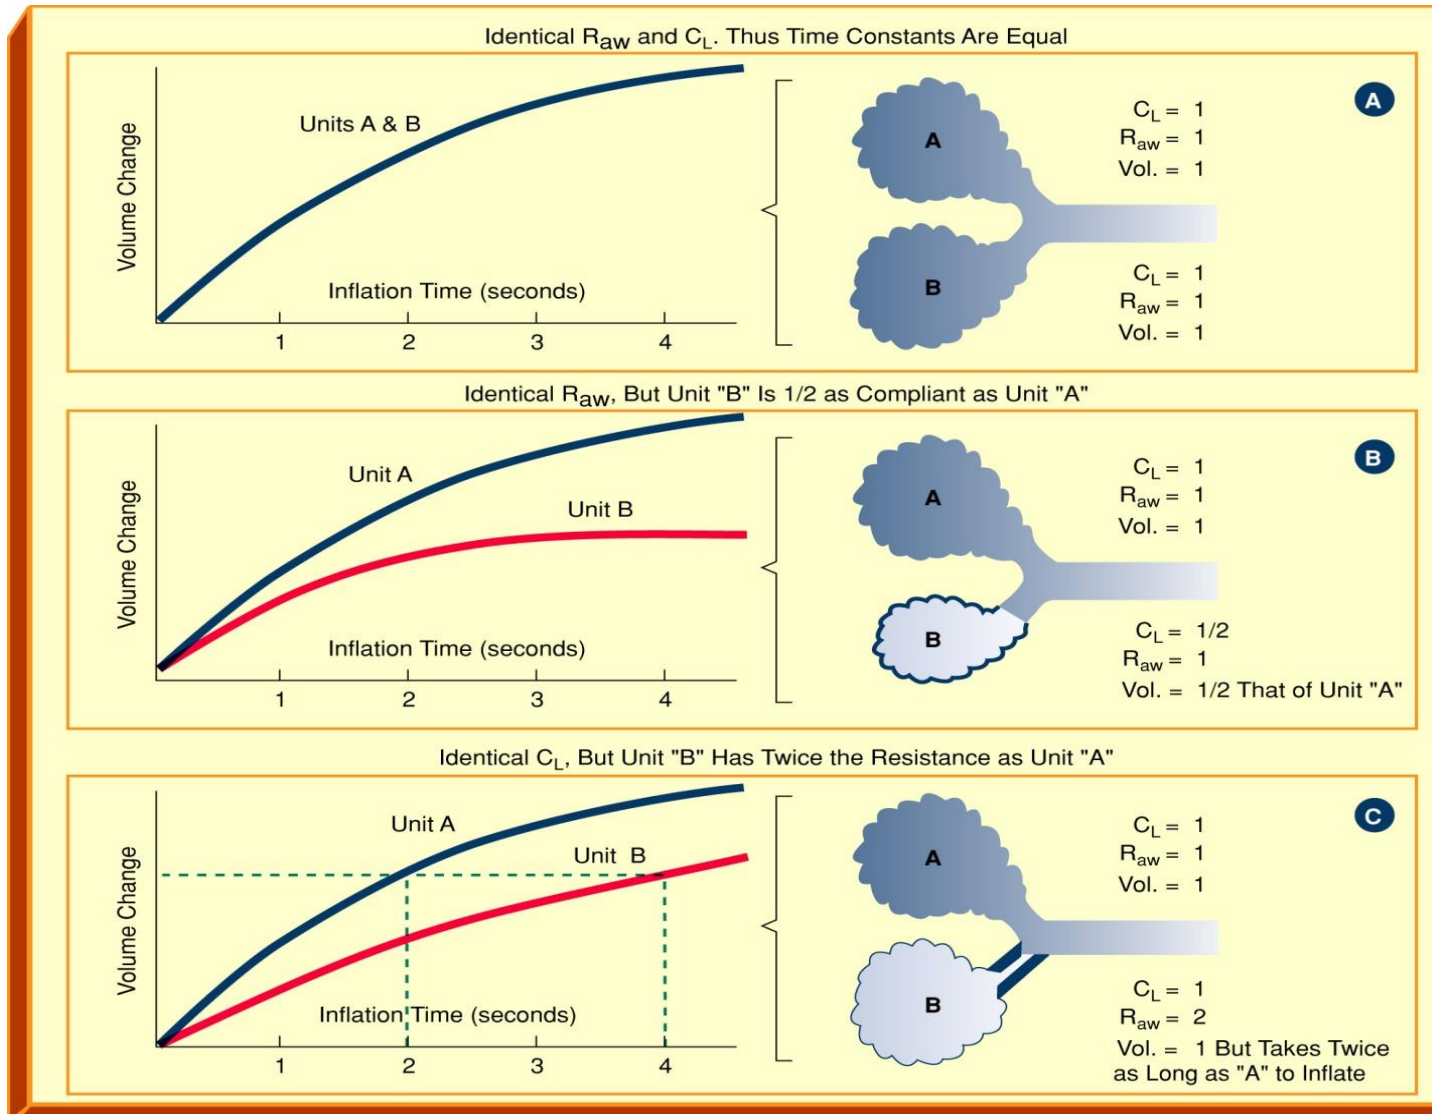 Identical Raw and CL. Thus Time Constants Are Equal
A
Volume Change
Units A & B
Inflation Time (seconds)
1 2 3 4
A
CL = 1
Raw = 1
Vol. = 1
B
CL = 1
Raw = 1
Vol. = 1
Identical Raw, But Unit "B" Is 1/2 as Compliant as Unit "A"
B
Volume Change
Unit A
Unit B
Inflation Time (seconds)
1 2 3 4
A
CL = 1
Raw = 1
Vol. = 1
B
CL = 1/2
Raw = 1
Vol. = 1/2 That of Unit "A"
Identical CL, But Unit "B" Has Twice the Resistance as Unit "A"
C
Volume Change
Unit A
Unit B
Inflation Time (seconds)
1 2 3 4
A
CL = 1
Raw = 1
Vol. = 1
B
CL = 1
Raw = 2
Vol. = 1 But Takes Twice
as Long as "A" to Inflate